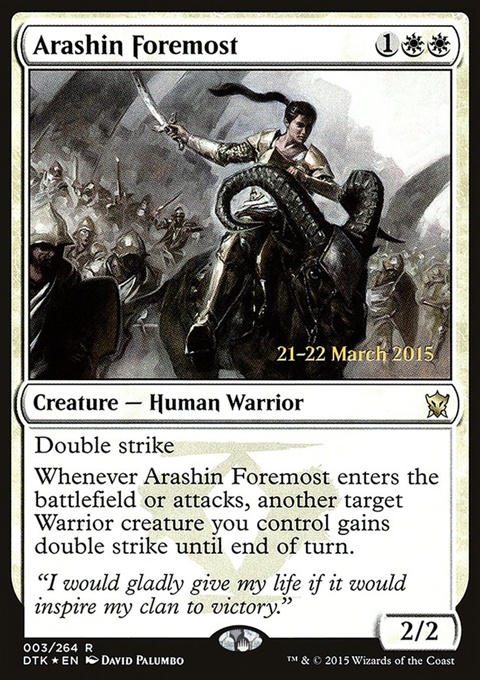 Arashin Foremost 1
21–22 March 2015
Creature — Human Warrior
Double strike
Whenever Arashin Foremost enters the
battlefield or attacks, another target
Warrior creature you control gains
double strike until end of turn.
“I would gladly give my life if it would
inspire my clan to victory.”
2/2
003/264 R
DTK★EN David Palumbo
™ & © 2015 Wizards of the Coast